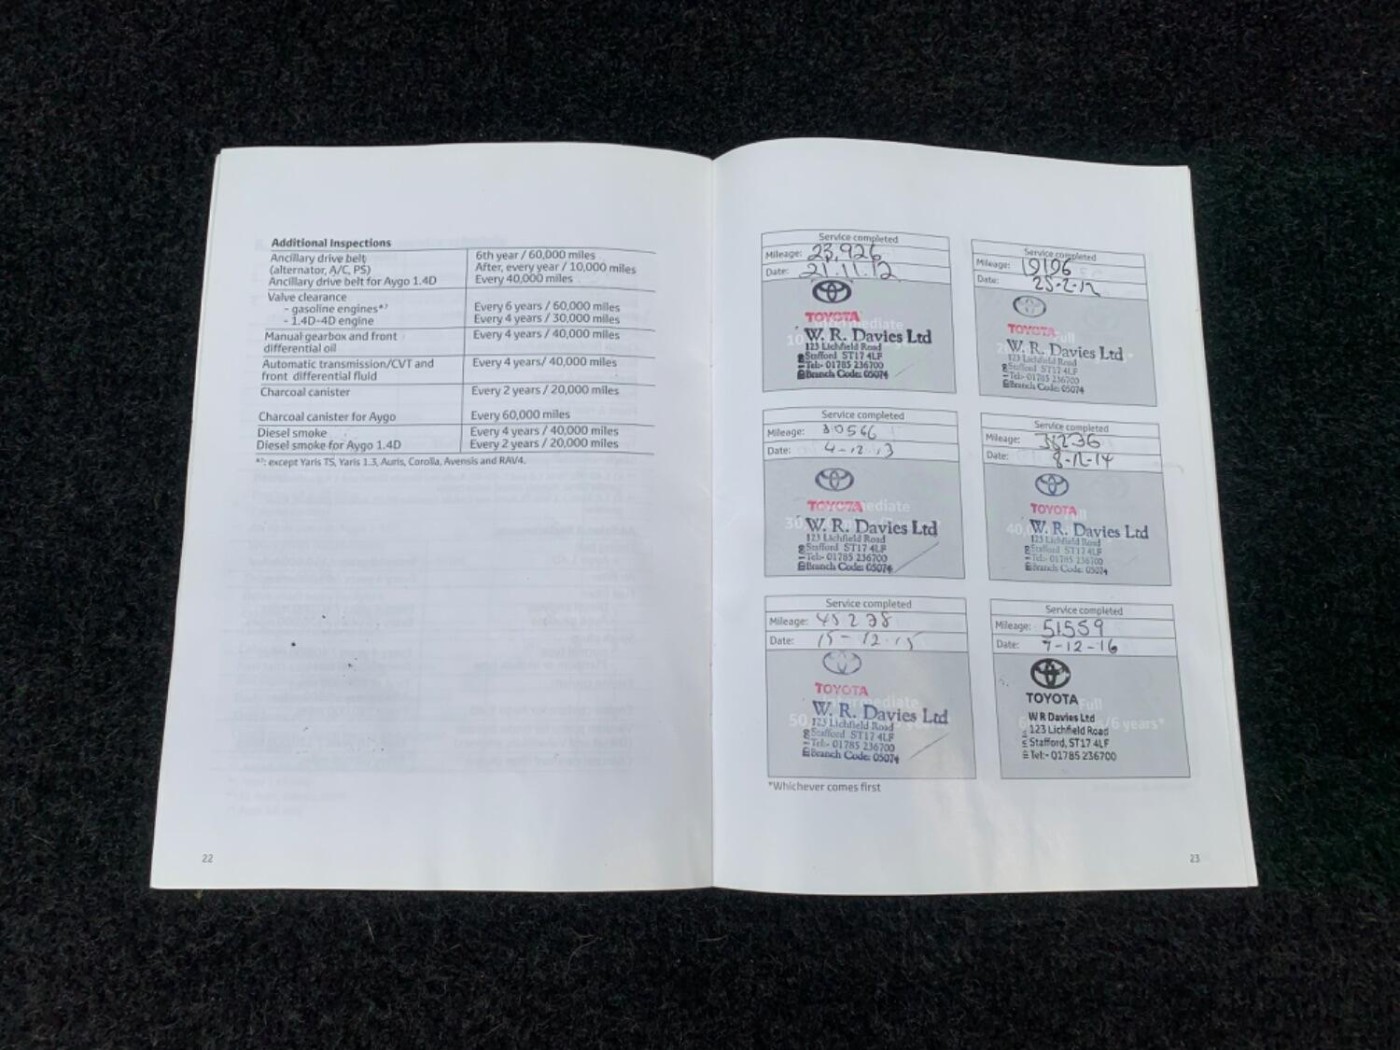 Additional Inspections
Ancillary drive belt 6th year / 60,000 miles
(alternator, A/C, PS) After, every year / 10,000 miles
Ancillary drive belt for Aygo 1.4D Every 40,000 miles
Valve clearance
- gasoline engines*⁷ Every 6 years / 60,000 miles
- 1.4D-4D engine Every 4 years / 30,000 miles
Manual gearbox and front Every 4 years / 40,000 miles
differential oil
Automatic transmission/CVT and Every 4 years/ 40,000 miles
front differential fluid
Charcoal canister Every 2 years / 20,000 miles
Charcoal canister for Aygo Every 60,000 miles
Diesel smoke Every 4 years / 40,000 miles
Diesel smoke for Aygo 1.4D Every 2 years / 20,000 miles
*⁷: except Yaris TS, Yaris 1.3, Auris, Corolla, Avensis and RAV4.
22
Service completed
Mileage: 23,926
Date: 21.11.12
TOYOTA
W. R. Davies Ltd
123 Lichfield Road
Stafford ST17 4LF
Tel:- 01785 236700
Branch Code: 05074
Service completed
Mileage: 19196
Date: 25-2-12
TOYOTA
Full
W. R. Davies Ltd
123 Lichfield Road
Stafford ST17 4LF
Tel:- 01785 236700
Branch Code: 05074
Service completed
Mileage: 30566
Date: 4-12-13
TOYOTA
W. R. Davies Ltd
123 Lichfield Road
Stafford ST17 4LF
Tel:- 01785 236700
Branch Code: 05074
Service completed
Mileage:
Date: 8-12-14
TOYOTA
W. R. Davies Ltd
123 Lichfield Road
Stafford ST17 4LF
Tel:- 01785 236700
Branch Code: 05074
Service completed
Mileage: 45238
Date: 15-12-15
TOYOTA
W. R. Davies Ltd
123 Lichfield Road
Stafford ST17 4LF
Tel:- 01785 236700
Branch Code: 05074
Service completed
Mileage: 51559
Date: 7-12-16
TOYOTA
Full
W R Davies Ltd
/6 years*
123 Lichfield Road
Stafford, ST17 4LF
Tel:- 01785 236700
*Whichever comes first
23